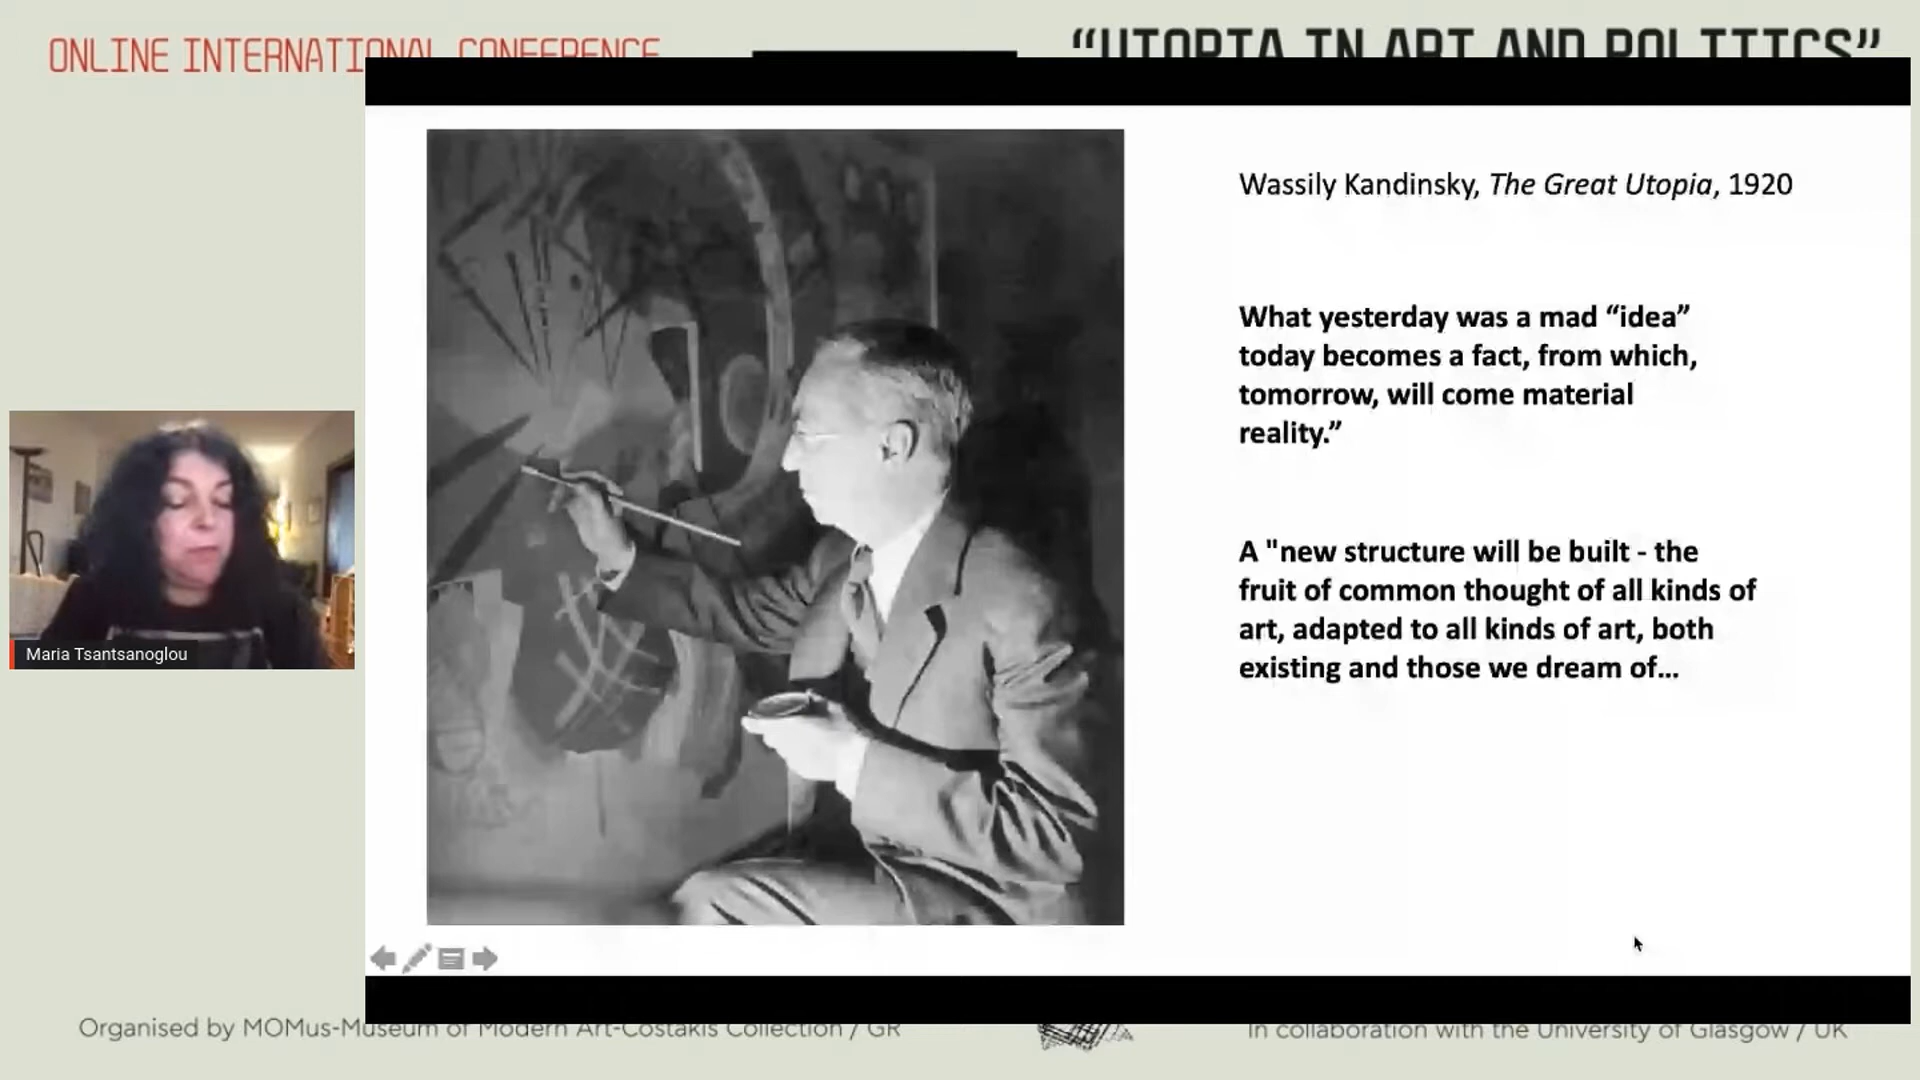 ONLINE INTERNATIONAL CONFERENCE
“UTOPIA IN ART AND POLITICS”
Wassily Kandinsky, The Great Utopia, 1920
What yesterday was a mad “idea”
today becomes a fact, from which,
tomorrow, will come material
reality.”
A "new structure will be built - the
fruit of common thought of all kinds of
art, adapted to all kinds of art, both
existing and those we dream of...
Maria Tsantsanoglou
Organised by MOMus-Museum of Modern Art-Costakis Collection / GR
In collaboration with the University of Glasgow / UK